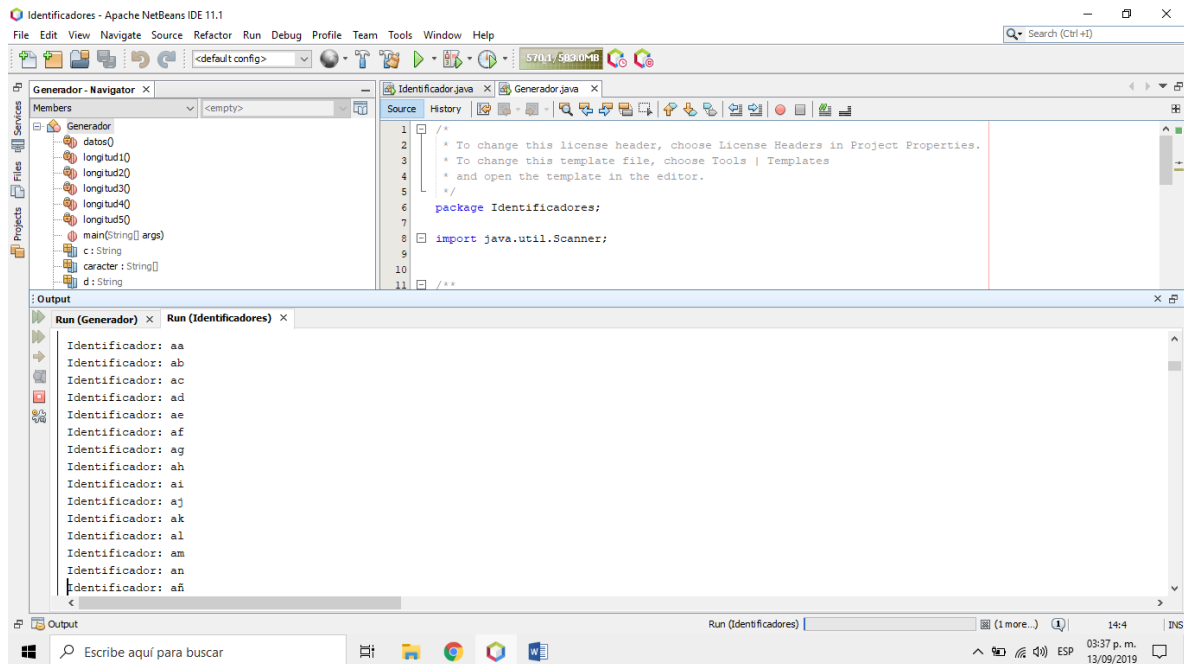 Identificadores - Apache NetBeans IDE 11.1
File Edit View Navigate Source Refactor Run Debug Profile Team Tools Window Help
Search (Ctrl+I)
<default config>
570,1/583,0MB
Generador - Navigator
Identificador.java
Generador.java
Members
<empty>
Source History
Services
Files
Projects
Generador
datos()
longitud1()
longitud2()
longitud3()
longitud4()
longitud5()
main(String[] args)
c : String
caracter : String[]
d : String
1 /*
2 * To change this license header, choose License Headers in Project Properties.
3 * To change this template file, choose Tools | Templates
4 * and open the template in the editor.
5 */
6 package Identificadores;
7
8 import java.util.Scanner;
9
10
11 /**
Output
Run (Generador) Run (Identificadores)
Identificador: aa
Identificador: ab
Identificador: ac
Identificador: ad
Identificador: ae
Identificador: af
Identificador: ag
Identificador: ah
Identificador: ai
Identificador: aj
Identificador: ak
Identificador: al
Identificador: am
Identificador: an
Identificador: añ
Output
Run (Identificadores)
(1 more...)
1
14:4
INS
Escribe aquí para buscar
ESP
03:37 p. m.
13/09/2019